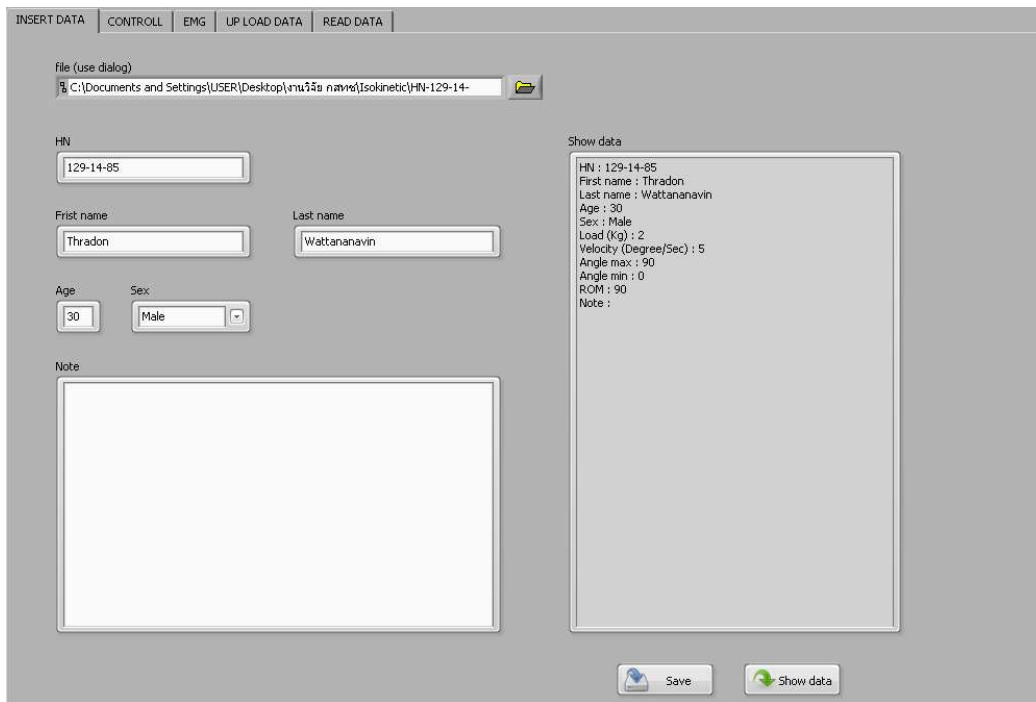 INSERT DATA CONTROLL EMG UP LOAD DATA READ DATA
file (use dialog)
C:\Documents and Settings\USER\Desktop\งานวิจัย กสทช\Isokinetic\HN-129-14-
HN
129-14-85
Frist name Last name
Thradon Wattananavin
Age Sex
30 Male
Note
Show data
HN : 129-14-85
First name : Thradon
Last name : Wattananavin
Age : 30
Sex : Male
Load (Kg) : 2
Velocity (Degree/Sec) : 5
Angle max : 90
Angle min : 0
ROM : 90
Note :
Save Show data